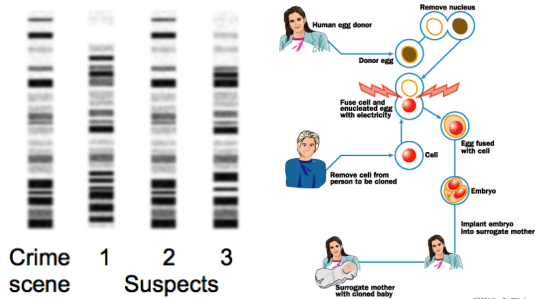 Crime
scene
1
2
3
Suspects
Human egg donor
Remove nucleus
Donor egg
Fuse cell and
enucleated egg
with electricity
Egg fused
with cell
Cell
Remove cell from
person to be cloned
Embryo
Implant embryo
Into surrogate mother
Surrogate mother
with cloned baby